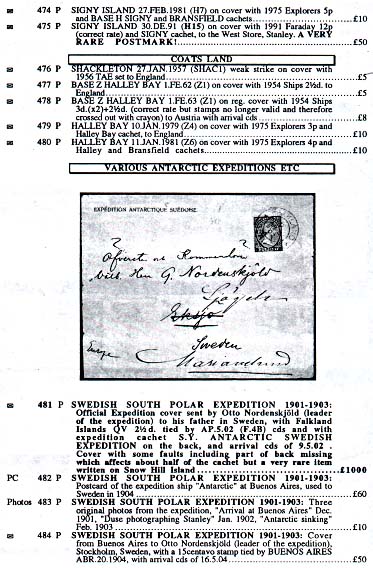 474 P SIGNY ISLAND 27.FEB.1981 (H7) on cover with 1975 Explorers 5p
and BASE H SIGNY and BRANSFIELD cachets....£10
475 P SIGNY ISLAND 30.DE.91 (H15) on cover with 1991 Faraday 12p
(correct rate) and SIGNY cachet, to the West Store, Stanley. A VERY
RARE POSTMARK!....£50
COATS LAND
476 P SHACKLETON 27.JAN.1957 (SHAC1) weak strike on cover with
1956 TAE set to England....£5
477 P BASE Z HALLEY BAY 1.FE.62 (Z1) on cover with 1954 Ships 2½d. to
England....£5
478 P BASE Z HALLEY BAY 1.FE.63 (Z1) on reg. cover with 1954 Ships
3d.(x2)+2½d. (correct rate but stamps no longer valid and therefore
crossed out with crayon) to Austria with arrival cds....£8
479 P HALLEY BAY 10.JAN.1979 (Z4) on cover with 1975 Explorers 3p and
Halley Bay cachet, to England....£10
480 P HALLEY BAY 11.JAN.1981 (Z6) on cover with 1975 Explorers 4p and
Halley and Bransfield cachets....£10
VARIOUS ANTARCTIC EXPEDITIONS ETC
EXPÉDITION ANTARCTIQUE SUÉDOISE.
G. Nordenskjöld
Eksjö
Sweden
Europe
Mariannelund
481 P SWEDISH SOUTH POLAR EXPEDITION 1901-1903:
Official Expedition cover sent by Otto Nordenskjöld (leader
of the expedition) to his father in Sweden, with Falkland
Islands QV 2½d. tied by AP.5.02 (F.4B) cds and with
expedition cachet S.Y. ANTARCTIC SWEDISH
EXPEDITION on the back, and arrival cds of 9.5.02 .
Cover with some faults including part of back missing
which affects about half of the cachet but a very rare item
written on Snow Hill Island....£1000
PC 482 P SWEDISH SOUTH POLAR EXPEDITION 1901-1903:
Postcard of the expedition ship "Antarctic" at Buenos Aires, used to
Sweden in 1904....£60
Photos 483 P SWEDISH SOUTH POLAR EXPEDITION 1901-1903: Three
original photos from the expedition, "Arrival at Buenos Aires" Dec.
1901, "Duse photographing Stanley" Jan. 1902, "Antarctic sinking"
Feb. 1903....£10
484 P SWEDISH SOUTH POLAR EXPEDITION 1901-1903: Cover
from Buenos Aires to Otto Nordenskjöld (leader of the expedition),
Stockholm, Sweden, with a 15centavo stamp tied by BUENOS AIRES
ABR.20.1904, with arrival cds of 16.5.04....£50